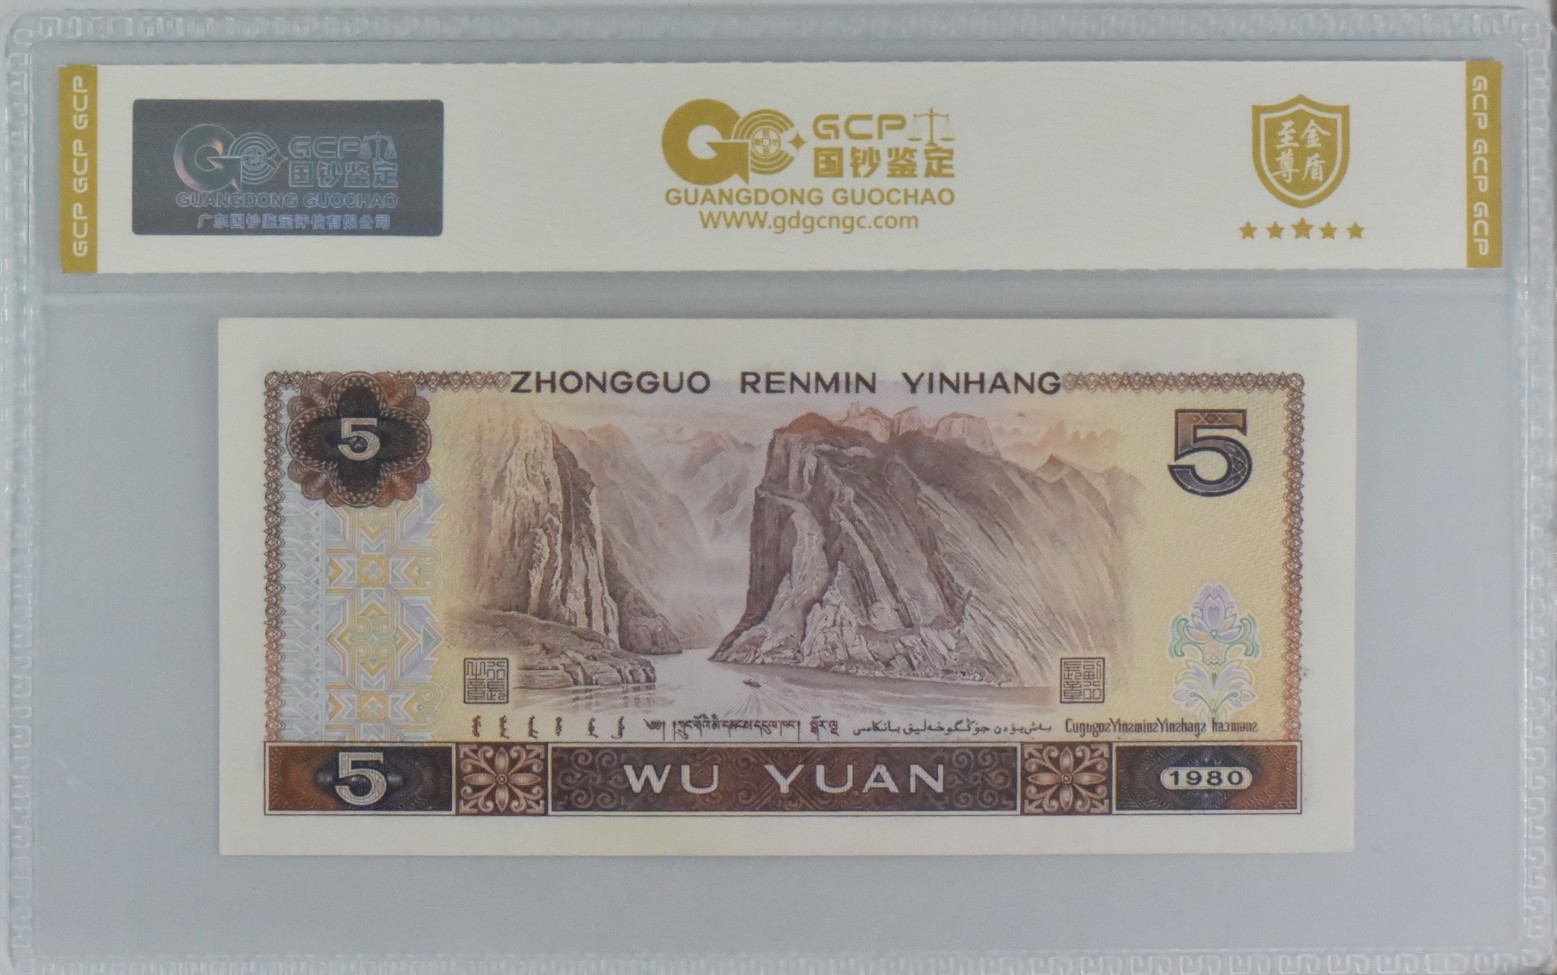 GCP GCP GCP
GCP 国钞鉴定
GUANGDONG GUOCHAO
广东国钞鉴定评估有限公司
GCP
国钞鉴定
GUANGDONG GUOCHAO
WWW.gdgcngc.com
至尊金盾
GCP GCP GCP
ZHONGGUO RENMIN YINHANG
5
5
5
WU YUAN
1980